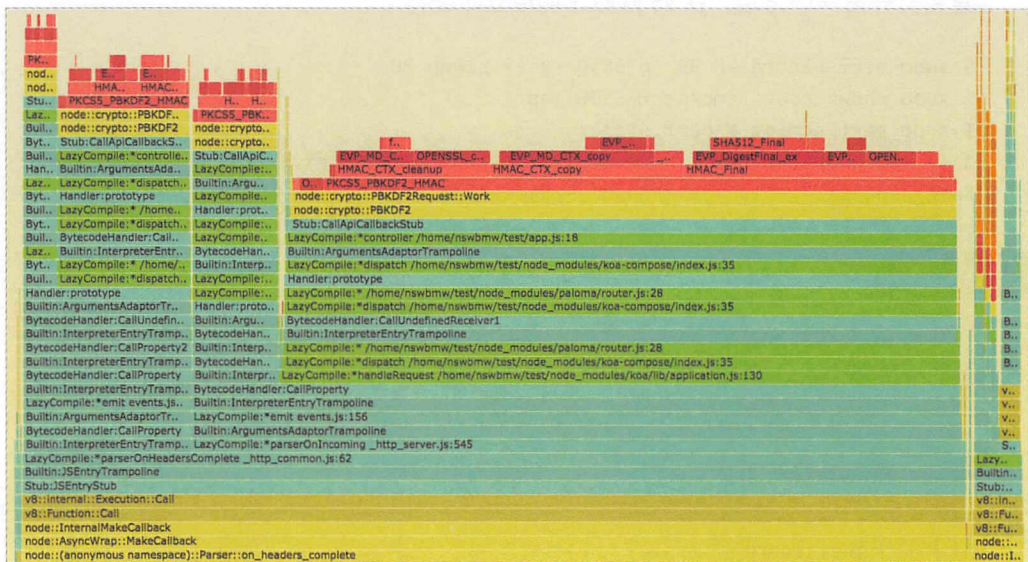 PK..
nod.. E.. E..
nod.. HMA.. HMAC..
Stu.. PKCS5_PBKDF2_HMAC H.. H..
Laz.. node::crypto::PBKDF.. PKCS5_PBK..
Buil.. node::crypto::PBKDF2 node::crypto..
Byt.. Stub:CallApiCallbackS.. node::crypto.. f.. EVP_.. SHA512_Final
Buil.. LazyCompile:*controlle.. Stub:CallApiC.. EVP_MD_C.. OPENSSL_c.. EVP_MD_CTX_copy _.. EVP_DigestFinal_ex EVP.. OPEN..
Han.. Builtin:ArgumentsAda.. LazyCompile:.. HMAC_CTX_cleanup HMAC_CTX_copy HMAC_Final
Laz.. LazyCompile:*dispatch.. Builtin:Argu.. O.. PKCS5_PBKDF2_HMAC
Byt.. Handler:prototype LazyCompile:.. node::crypto::PBKDF2Request::Work
Buil.. LazyCompile:* /home.. Handler:prot.. node::crypto::PBKDF2
Byt.. LazyCompile:*dispatch.. LazyCompile:.. Stub:CallApiCallbackStub
Buil.. BytecodeHandler:Call.. LazyCompile:.. LazyCompile:*controller /home/nswbmw/test/app.js:18
Laz.. Builtin:InterpreterEntr.. BytecodeHan.. Builtin:ArgumentsAdaptorTrampoline
Byt.. LazyCompile:* /home/.. Builtin:Interp.. LazyCompile:*dispatch /home/nswbmw/test/node_modules/koa-compose/index.js:35
Buil.. LazyCompile:*dispatch.. LazyCompile:.. Handler:prototype
Handler:prototype LazyCompile:.. LazyCompile:* /home/nswbmw/test/node_modules/paloma/router.js:28 B..
Builtin:ArgumentsAdaptorTr.. Handler:proto.. LazyCompile:*dispatch /home/nswbmw/test/node_modules/koa-compose/index.js:35
BytecodeHandler:CallUndefin.. Builtin:Argu.. BytecodeHandler:CallUndefinedReceiver1 B..
Builtin:InterpreterEntryTramp.. BytecodeHan.. Builtin:InterpreterEntryTrampoline B..
BytecodeHandler:CallProperty2 Builtin:Interp.. LazyCompile:* /home/nswbmw/test/node_modules/paloma/router.js:28 B..
Builtin:InterpreterEntryTramp.. BytecodeHan.. LazyCompile:*dispatch /home/nswbmw/test/node_modules/koa-compose/index.js:35 B..
BytecodeHandler:CallProperty Builtin:Interpr.. LazyCompile:*handleRequest /home/nswbmw/test/node_modules/koa/lib/application.js:130
Builtin:InterpreterEntryTramp.. BytecodeHandler:CallProperty v..
LazyCompile:*emit events.js.. Builtin:InterpreterEntryTrampoline v..
Builtin:ArgumentsAdaptorTr.. LazyCompile:*emit events.js:156 v..
BytecodeHandler:CallProperty Builtin:ArgumentsAdaptorTrampoline v..
Builtin:InterpreterEntryTramp.. LazyCompile:*parserOnIncoming _http_server.js:545 S..
LazyCompile:*parserOnHeadersComplete _http_common.js:62 Lazy..
Builtin:JSEntryTrampoline Builtin..
Stub:JSEntryStub Stub:..
v8::internal::Execution::Call v8::in..
v8::Function::Call v8::Fu..
node::InternalMakeCallback v8::Fu..
node::AsyncWrap::MakeCallback node::..
node::(anonymous namespace)::Parser::on_headers_complete node::I..